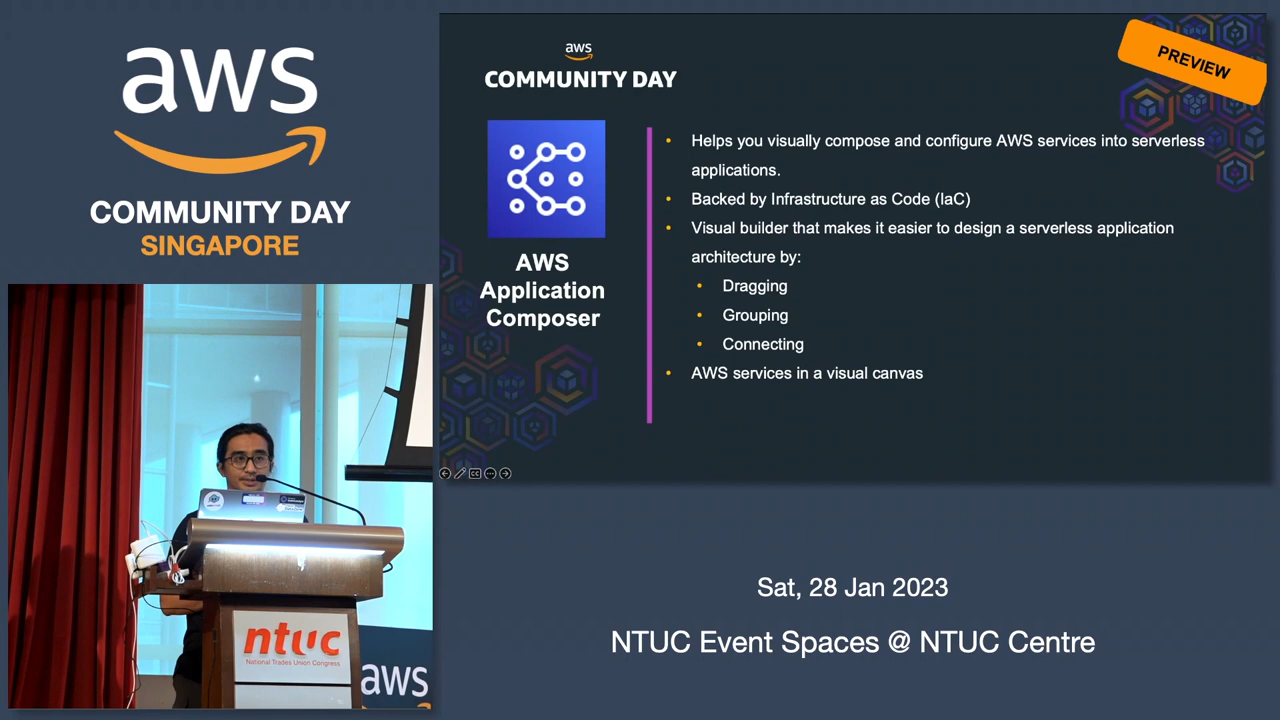 aws
COMMUNITY DAY
SINGAPORE
aws
COMMUNITY DAY
PREVIEW
AWS
Application
Composer
• Helps you visually compose and configure AWS services into serverless
applications.
• Backed by Infrastructure as Code (IaC)
• Visual builder that makes it easier to design a serverless application
architecture by:
• Dragging
• Grouping
• Connecting
• AWS services in a visual canvas
ntuc
National Trades Union Congress
aws
Sat, 28 Jan 2023
NTUC Event Spaces @ NTUC Centre